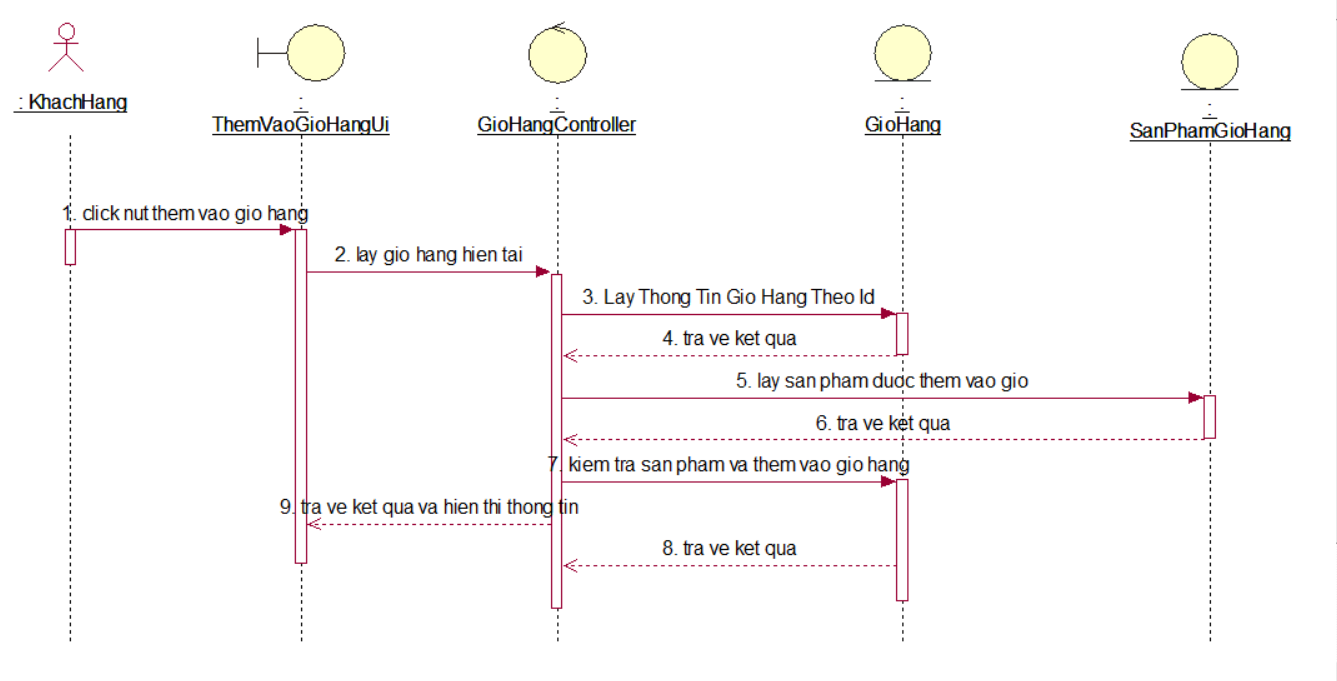 : KhachHang
:
ThemVaoGioHangUi
:
GioHangController
:
GioHang
:
SanPhamGioHang
1. click nut them vao gio hang
2. lay gio hang hien tai
3. Lay Thong Tin Gio Hang Theo Id
4. tra ve ket qua
5. lay san pham duoc them vao gio
6. tra ve ket qua
7. kiem tra san pham va them vao gio hang
9. tra ve ket qua va hien thi thong tin
8. tra ve ket qua